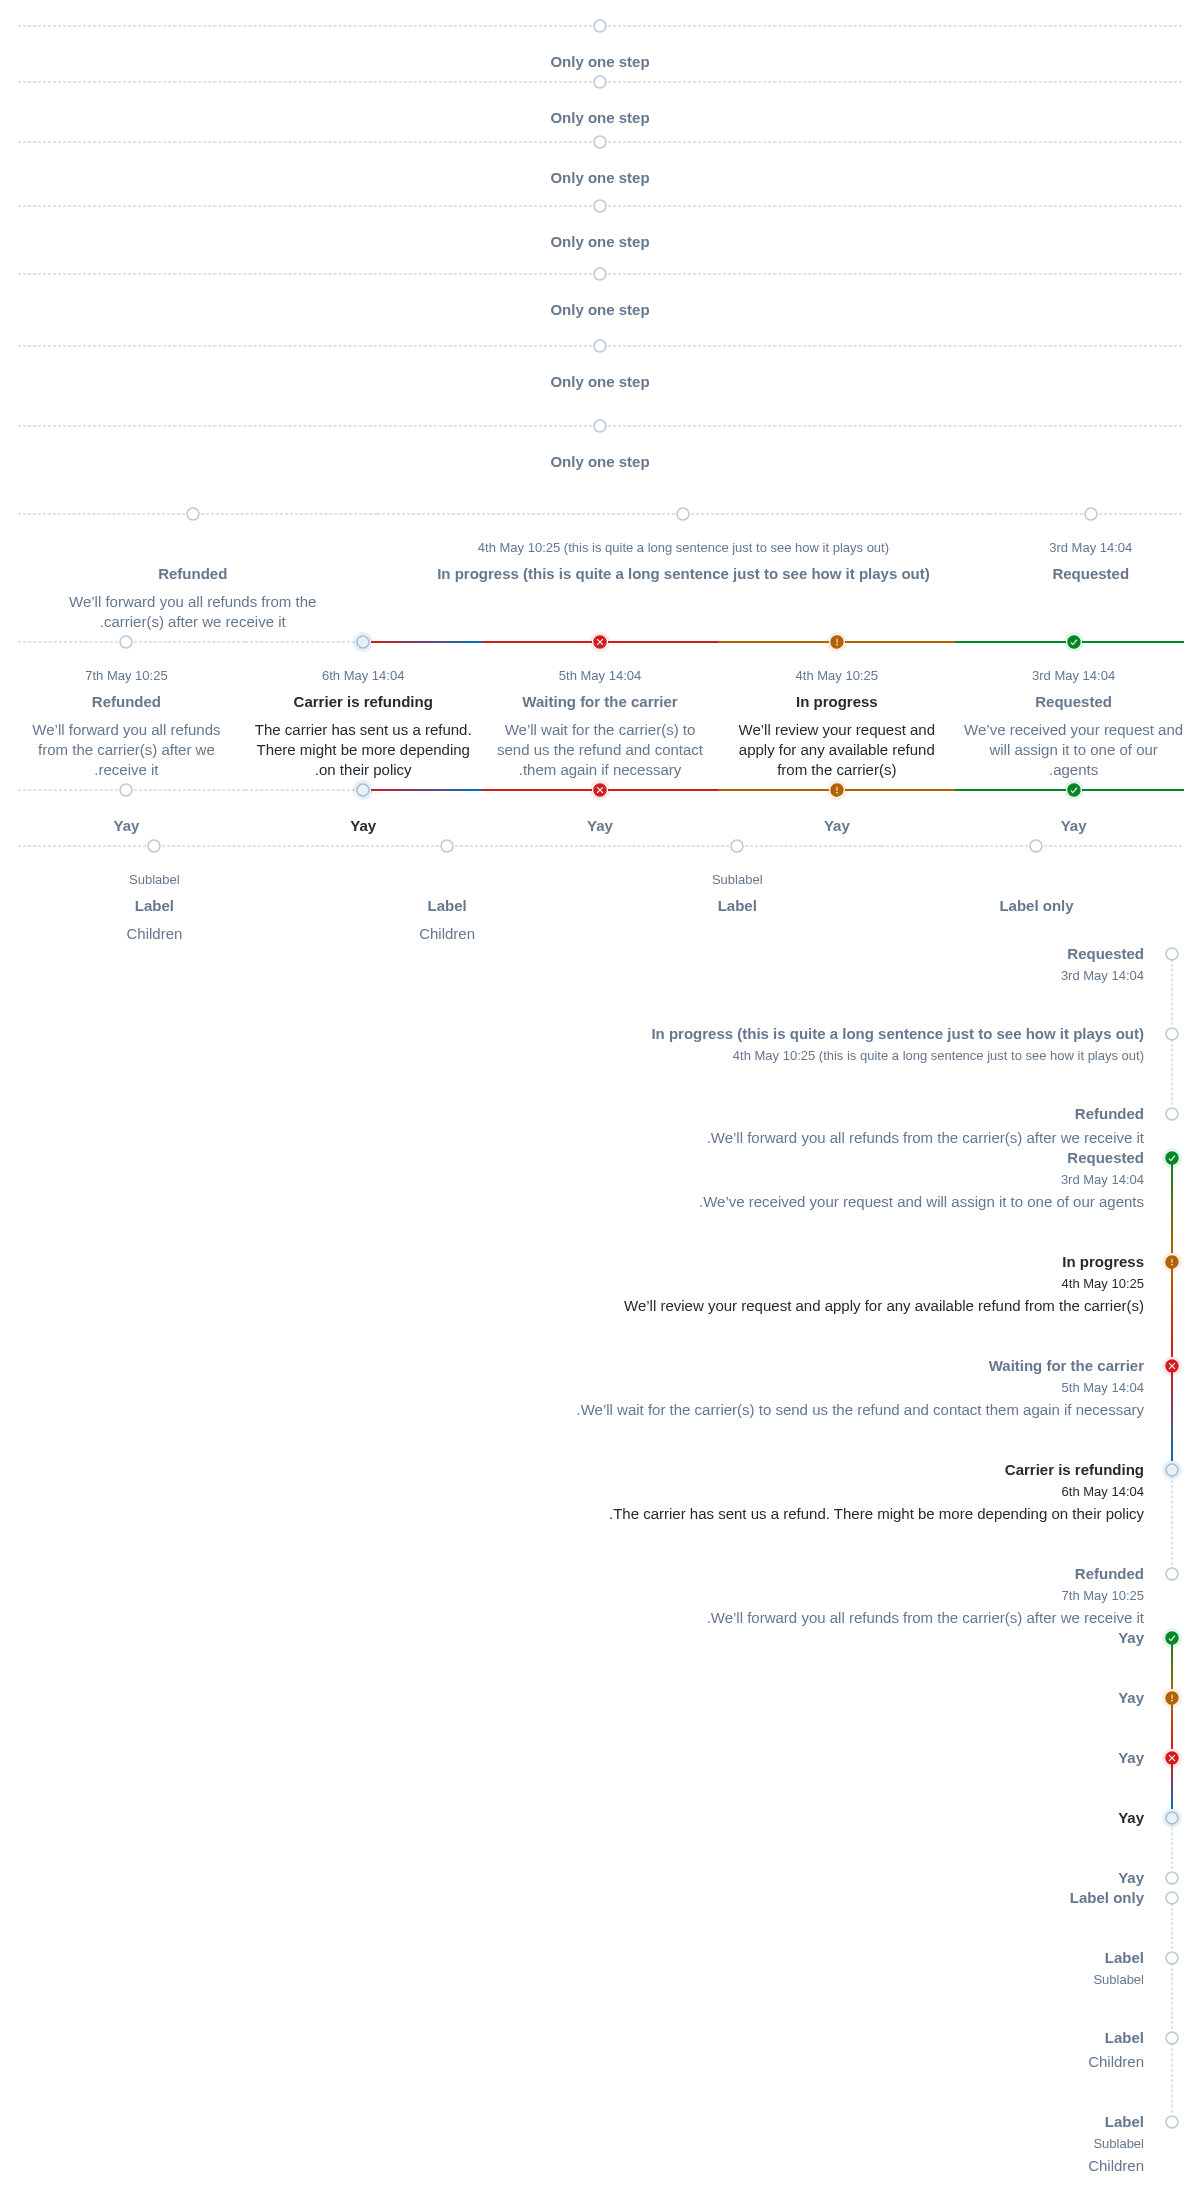 Only one step
Only one step
Only one step
Only one step
Only one step
Only one step
Only one step
3rd May 14:04
Requested
4th May 10:25 (this is quite a long sentence just to see how it plays out)
In progress (this is quite a long sentence just to see how it plays out)
Refunded
We’ll forward you all refunds from the
.carrier(s) after we receive it
3rd May 14:04
Requested
We’ve received your request and
will assign it to one of our
.agents
4th May 10:25
In progress
We’ll review your request and
apply for any available refund
from the carrier(s)
5th May 14:04
Waiting for the carrier
We’ll wait for the carrier(s) to
send us the refund and contact
.them again if necessary
6th May 14:04
Carrier is refunding
The carrier has sent us a refund.
There might be more depending
.on their policy
7th May 10:25
Refunded
We’ll forward you all refunds
from the carrier(s) after we
.receive it
Yay
Yay
Yay
Yay
Yay
Label only
Sublabel
Label
Label
Children
Sublabel
Label
Children
Requested
3rd May 14:04
In progress (this is quite a long sentence just to see how it plays out)
4th May 10:25 (this is quite a long sentence just to see how it plays out)
Refunded
.We’ll forward you all refunds from the carrier(s) after we receive it
Requested
3rd May 14:04
.We’ve received your request and will assign it to one of our agents
In progress
4th May 10:25
We’ll review your request and apply for any available refund from the carrier(s)
Waiting for the carrier
5th May 14:04
.We’ll wait for the carrier(s) to send us the refund and contact them again if necessary
Carrier is refunding
6th May 14:04
.The carrier has sent us a refund. There might be more depending on their policy
Refunded
7th May 10:25
.We’ll forward you all refunds from the carrier(s) after we receive it
Yay
Yay
Yay
Yay
Yay
Label only
Label
Sublabel
Label
Children
Label
Sublabel
Children